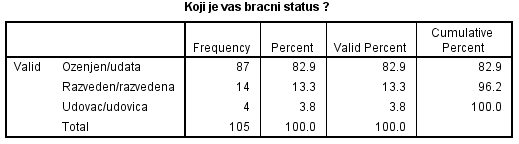 Koji je vas bracni status ?
Frequency Percent Valid Percent Cumulative Percent
Valid Ozenjen/udata 87 82.9 82.9 82.9
Razveden/razvedena 14 13.3 13.3 96.2
Udovac/udovica 4 3.8 3.8 100.0
Total 105 100.0 100.0